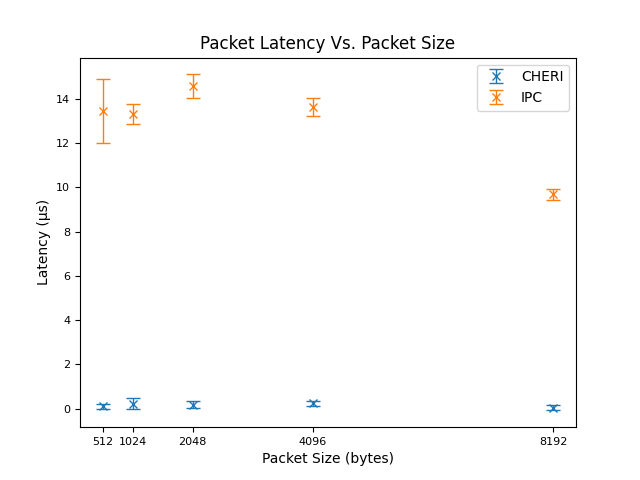 Packet Latency Vs. Packet Size
CHERI
IPC
14
12
10
8
6
4
2
0
Latency (µs)
512 1024 2048 4096 8192
Packet Size (bytes)